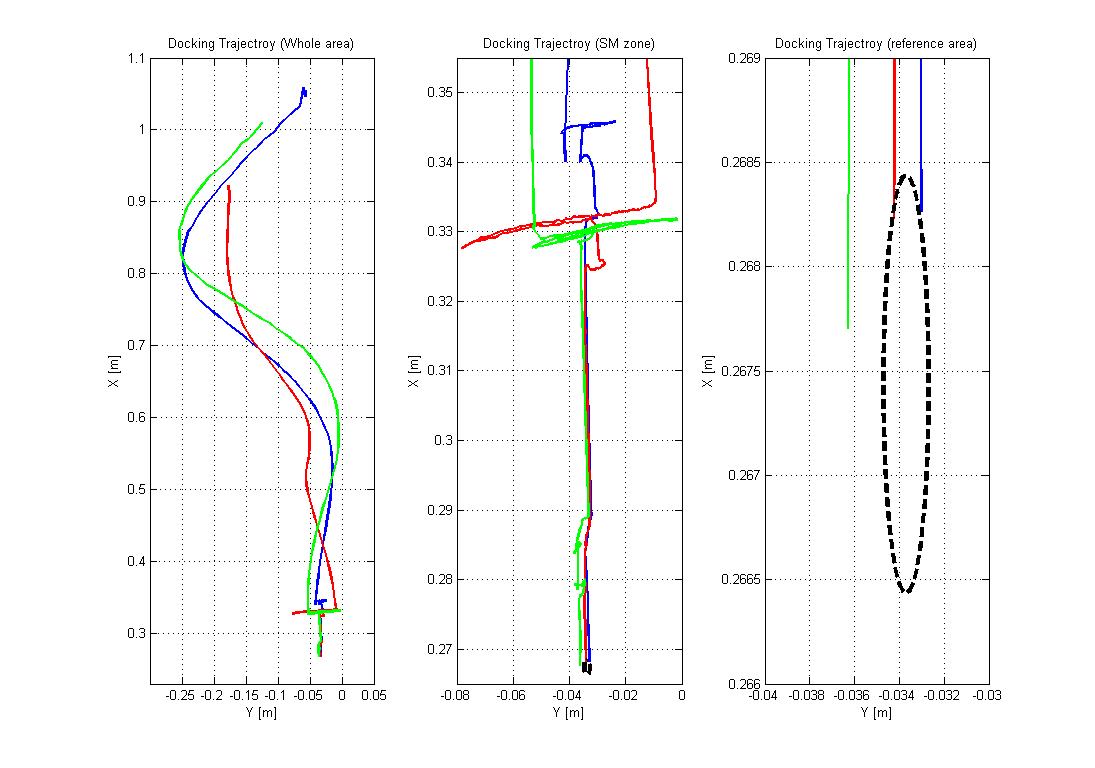 Docking Trajectroy (Whole area)
1.1
1
0.9
0.8
0.7
0.6
0.5
0.4
0.3
X [m]
-0.25 -0.2 -0.15 -0.1 -0.05 0 0.05
Y [m]
Docking Trajectroy (SM zone)
0.35
0.34
0.33
0.32
0.31
0.3
0.29
0.28
0.27
X [m]
-0.08 -0.06 -0.04 -0.02 0
Y [m]
Docking Trajectroy (reference area)
0.269
0.2685
0.268
0.2675
0.267
0.2665
0.266
X [m]
-0.04 -0.038 -0.036 -0.034 -0.032 -0.03
Y [m]